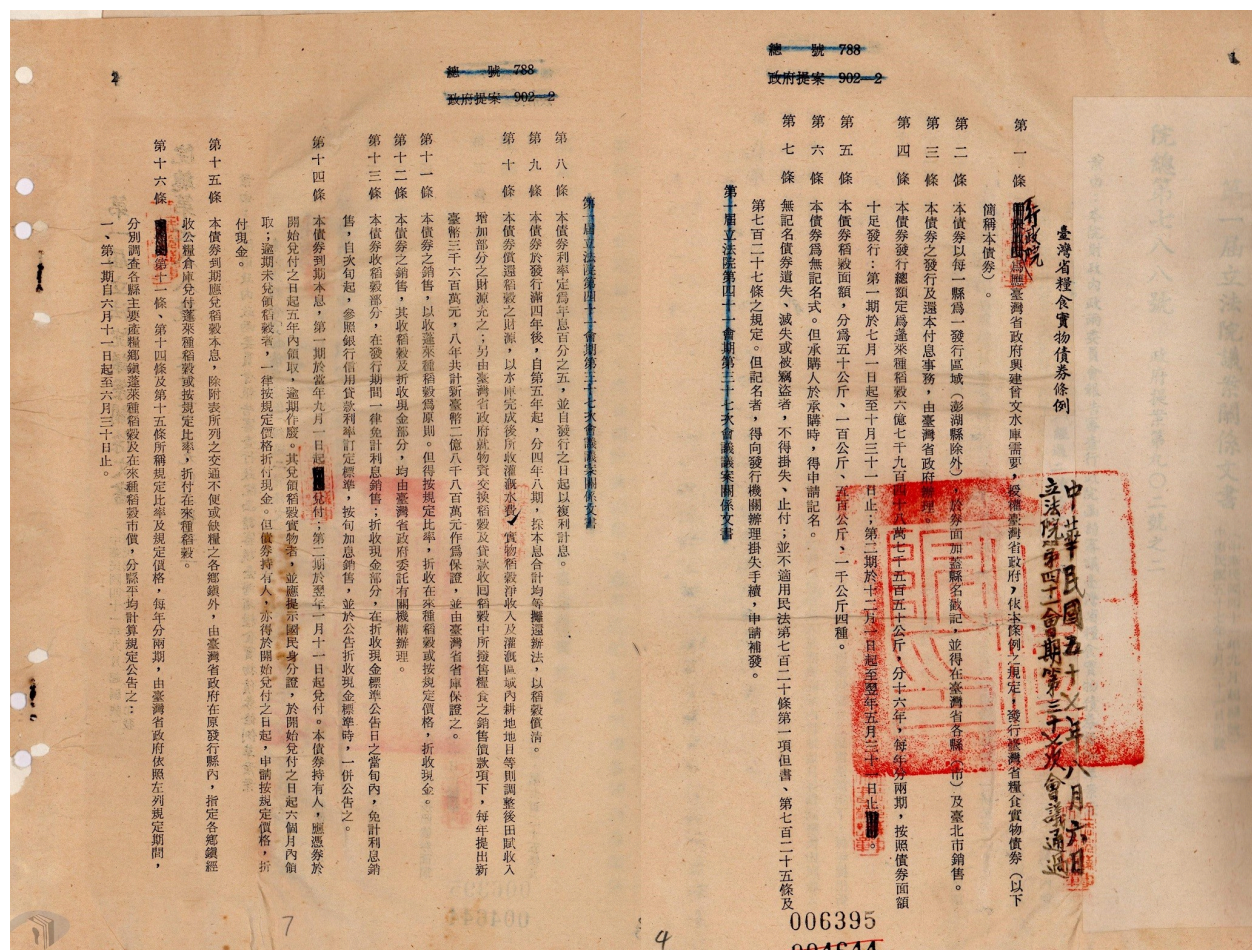 1
總 號 788
政府提案 902—2
臺灣省糧食實物債券條例
中華民國五十七年八月六日
立法院第四十一會期第三十七次會議通過
第一條 行政院為應臺灣省政府興建曾文水庫需要,授權臺灣省政府,依本條例之規定,發行臺灣省糧食實物債券(以下
簡稱本債券)。
第二條 本債券以每一縣為一發行區域(澎湖縣除外),於券面加蓋縣名戳記,並得在臺灣省各縣(市)及臺北市銷售。
第三條 本債券之發行及還本付息事務,由臺灣省政府辦理。
第四條 本債券發行總額定為蓬來種稻穀六億七千九百四十八萬七千五百五十公斤,分十六年,每年分兩期,按照債券面額
十足發行:第一期於七月一日起至十月三十一日止;第二期於十二月一日起至翌年五月三十一日止。
第五條 本債券稻穀面額,分為五十公斤、一百公斤、五百公斤、一千公斤四種。
第六條 本債券為無記名式。但承購人於承購時,得申請記名。
第七條 無記名債券遺失、滅失或被竊盜者,不得掛失、止付;並不適用民法第七百二十條第一項但書、第七百二十五條及
第七百二十七條之規定。但記名者,得向發行機關辦理掛失手續,申請補發。
第一屆立法院第四十一會期第三十七次會議議案關係文書
006395
004644
4
2
總 號 788
政府提案 902—2
第一屆立法院第四十一會期第三十七次會議議案關係文書
第八條 本債券利率定為年息百分之五,並自發行之日起以複利計息。
第九條 本債券於發行滿四年後,自第五年起,分四年八期,採本息合計均等攤還辦法,以稻穀償清。
第十條 本債券償還稻穀之財源,以水庫完成後所收灌溉水費、實物稻穀淨收入及灌溉區域內耕地地目等則調整後田賦收入
增加部分之財源充之;另由臺灣省政府就物資交換稻穀及貸款收回稻穀中所撥售糧食之銷售價款項下,每年提出新
臺幣三千六百萬元,八年共計新臺幣二億八千八百萬元作為保證,並由臺灣省省庫保證之。
第十一條 本債券之銷售,以收蓬來種稻穀為原則。但得按規定比率,折收在來種稻穀或按規定價格,折收現金。
第十二條 本債券之銷售,其收稻穀及折收現金部分,均由臺灣省政府委託有關機構辦理。
第十三條 本債券收稻穀部分,在發行期間一律免計利息銷售;折收現金部分,在折收現金標準公告日之當旬內,免計利息銷
售,自次旬起,參照銀行信用貸款利率訂定標準,按旬加息銷售,並於公告折收現金標準時,一併公告之。
第十四條 本債券到期本息,第一期於當年九月一日起兌付;第二期於翌年一月十一日起兌付。本債券持有人,應憑券於
開始兌付之日起五年內領取,逾期作廢。其兌領稻穀實物者,並應提示國民身分證,於開始兌付之日起六個月內領
取;逾期未兌領稻穀者,一律按規定價格折付現金。但債券持有人,亦得於開始兌付之日起,申請按規定價格,折
付現金。
第十五條 本債券到期應兌付稻穀本息,除附表所列之交通不便或缺糧之各鄉鎮外,由臺灣省政府在原發行縣內,指定各鄉鎮經
收公糧倉庫兌付蓬來種稻穀或按規定比率,折付在來種稻穀。
第十六條 第十一條、第十四條及第十五條所稱規定比率及規定價格,每年分兩期,由臺灣省政府依照左列規定期間,
分別調查各縣主要產糧鄉鎮蓬來種稻穀及在來種稻穀市價,分縣平均計算規定公告之:
一、第一期自六月十一日起至六月三十日止。
7